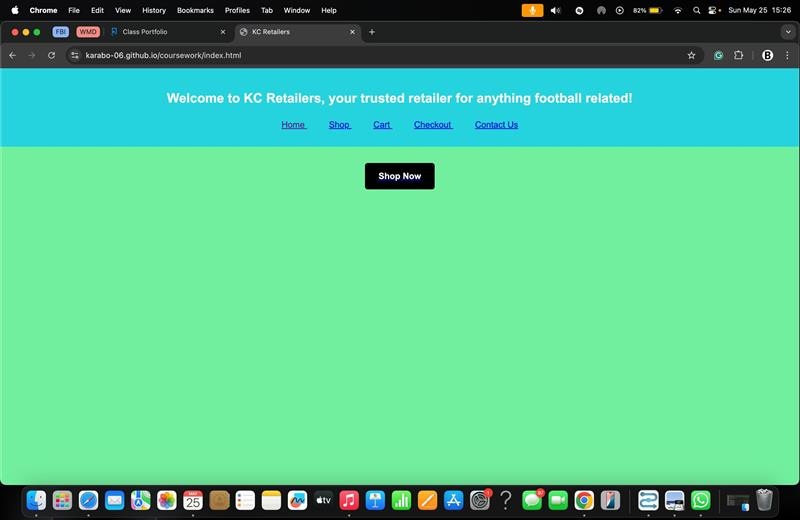 Chrome File Edit View History Bookmarks Profiles Tab Window Help 82% Sun May 25 15:26
FBI WMD Class Portfolio KC Retailers
karabo-06.github.io/coursework/index.html
Welcome to KC Retailers, your trusted retailer for anything football related!
Home Shop Cart Checkout Contact Us
Shop Now
MAY
25
tv